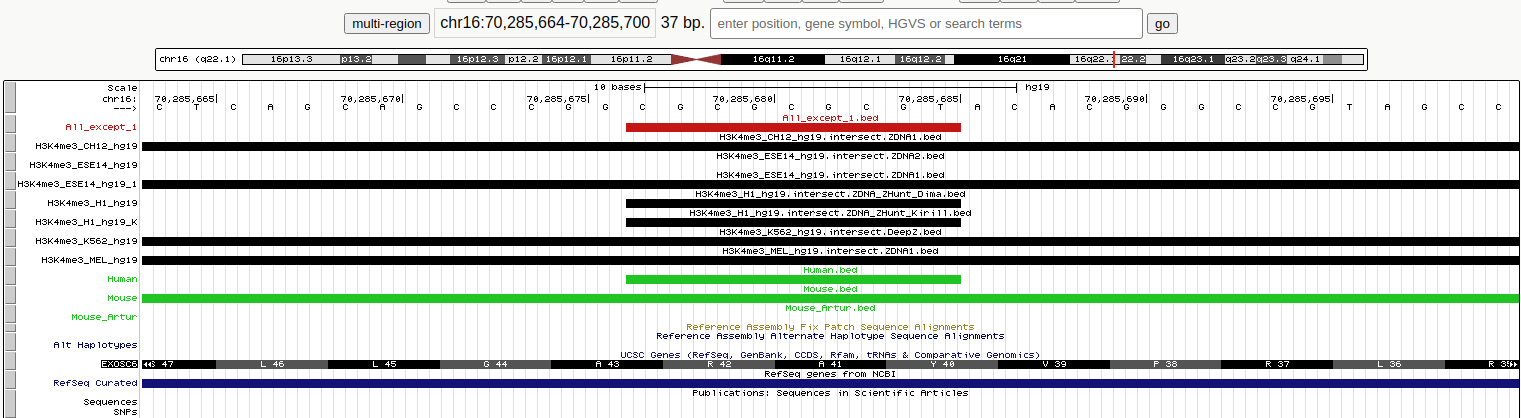 multi-region chr16:70,285,664-70,285,700 37 bp. enter position, gene symbol, HGVS or search terms go
chr16 (q22.1) 16p13.3 p13.2 16p12.3 p12.2 16p12.1 16p11.2 16q11.2 16q12.1 16q12.2 16q21 16q22.1 22.2 16q23.1 q23.2 q23.3 q24.1
Scale 10 bases hg19
chr16: 70,285,665 70,285,670 70,285,675 70,285,680 70,285,685 70,285,690 70,285,695
---> C T C A G C A G C C C G C G C G C G C G C G T A C A C G G G C C G T A G C C
All_except_1.bed
All_except_1
H3K4me3_CH12_hg19.intersect.ZDNA1.bed
H3K4me3_CH12_hg19
H3K4me3_ESE14_hg19.intersect.ZDNA2.bed
H3K4me3_ESE14_hg19
H3K4me3_ESE14_hg19.intersect.ZDNA1.bed
H3K4me3_ESE14_hg19_1
H3K4me3_H1_hg19.intersect.ZDNA_ZHunt_Dima.bed
H3K4me3_H1_hg19
H3K4me3_H1_hg19.intersect.ZDNA_ZHunt_Kirill.bed
H3K4me3_H1_hg19_K
H3K4me3_K562_hg19.intersect.DeepZ.bed
H3K4me3_K562_hg19
H3K4me3_MEL_hg19.intersect.ZDNA1.bed
H3K4me3_MEL_hg19
Human.bed
Human
Mouse.bed
Mouse
Mouse_Artur.bed
Mouse_Artur
Reference Assembly Fix Patch Sequence Alignments
Reference Assembly Alternate Haplotype Sequence Alignments
Alt Haplotypes
UCSC Genes (RefSeq, GenBank, CCDS, Rfam, tRNAs & Comparative Genomics)
EXOSC6 S 47 L 46 L 45 G 44 A 43 R 42 A 41 Y 40 V 39 P 38 R 37 L 36 R 35
RefSeq genes from NCBI
RefSeq Curated
Publications: Sequences in Scientific Articles
Sequences
SNPs